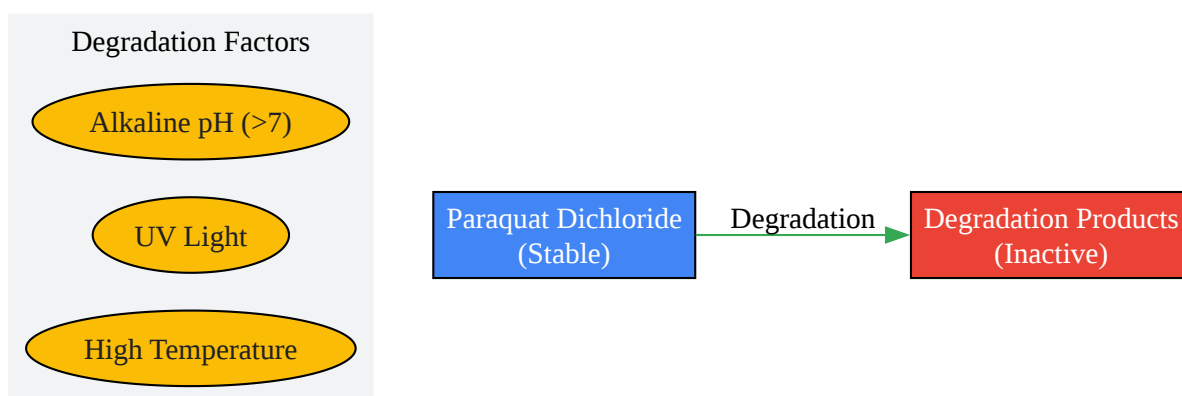 Degradation Factors
Alkaline pH (>7)
UV Light
High Temperature
Paraquat Dichloride
(Stable)
Degradation
Degradation Products
(Inactive)